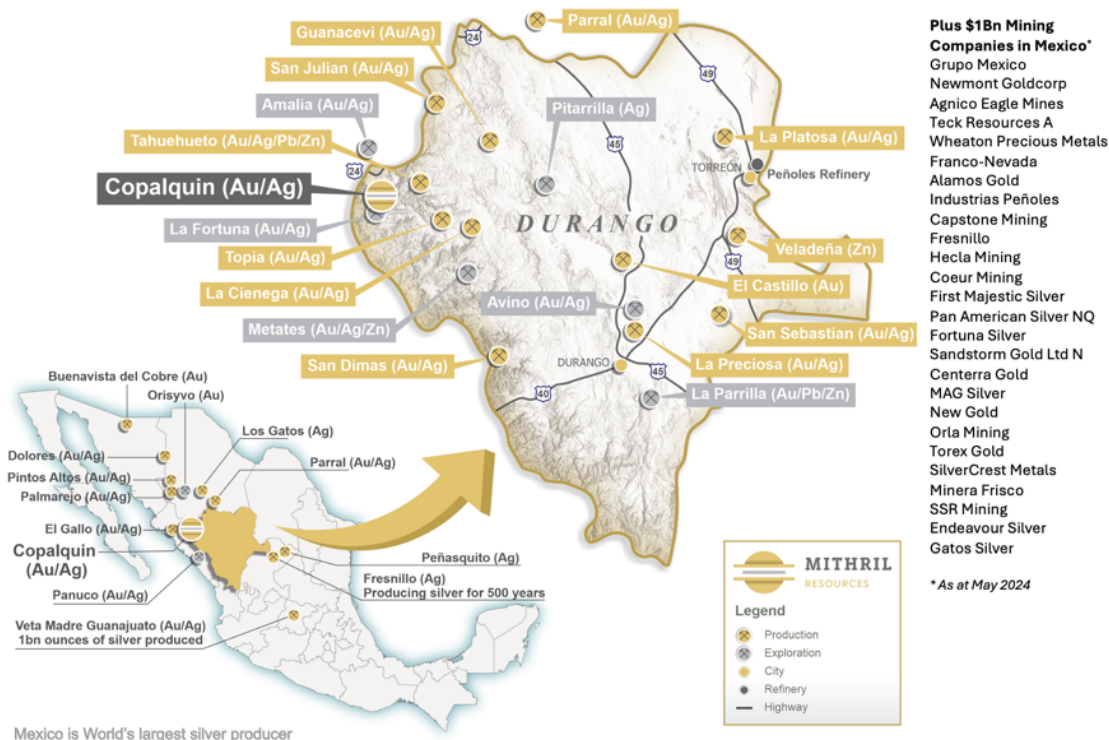 Parral (Au/Ag)
Guanacevi (Au/Ag)
24
San Julian (Au/Ag)
49
Amalia (Au/Ag)
Pitarrilla (Ag)
Tahuehueto (Au/Ag/Pb/Zn)
45
La Platosa (Au/Ag)
24
TORREÓN
Peñoles Refinery
Copalquin (Au/Ag)
La Fortuna (Au/Ag)
DURANGO
Topia (Au/Ag)
Veladeña (Zn)
49
La Cienega (Au/Ag)
El Castillo (Au)
Avino (Au/Ag)
Metates (Au/Ag/Zn)
San Sebastian (Au/Ag)
San Dimas (Au/Ag)
DURANGO
La Preciosa (Au/Ag)
45
40
La Parrilla (Au/Pb/Zn)
Buenavista del Cobre (Au)
Orisyvo (Au)
Los Gatos (Ag)
Dolores (Au/Ag)
Parral (Au/Ag)
Pintos Altos (Au/Ag)
Palmarejo (Au/Ag)
El Gallo (Au/Ag)
Copalquin
(Au/Ag)
Peñasquito (Ag)
Panuco (Au/Ag)
Fresnillo (Ag)
Producing silver for 500 years
Veta Madre Guanajuato (Au/Ag)
1bn ounces of silver produced
Mexico is World's largest silver producer
MITHRIL
RESOURCES
Legend
Production
Exploration
City
Refinery
Highway
Plus $1Bn Mining
Companies in Mexico*
Grupo Mexico
Newmont Goldcorp
Agnico Eagle Mines
Teck Resources A
Wheaton Precious Metals
Franco-Nevada
Alamos Gold
Industrias Peñoles
Capstone Mining
Fresnillo
Hecla Mining
Coeur Mining
First Majestic Silver
Pan American Silver NQ
Fortuna Silver
Sandstorm Gold Ltd N
Centerra Gold
MAG Silver
New Gold
Orla Mining
Torex Gold
SilverCrest Metals
Minera Frisco
SSR Mining
Endeavour Silver
Gatos Silver
*As at May 2024